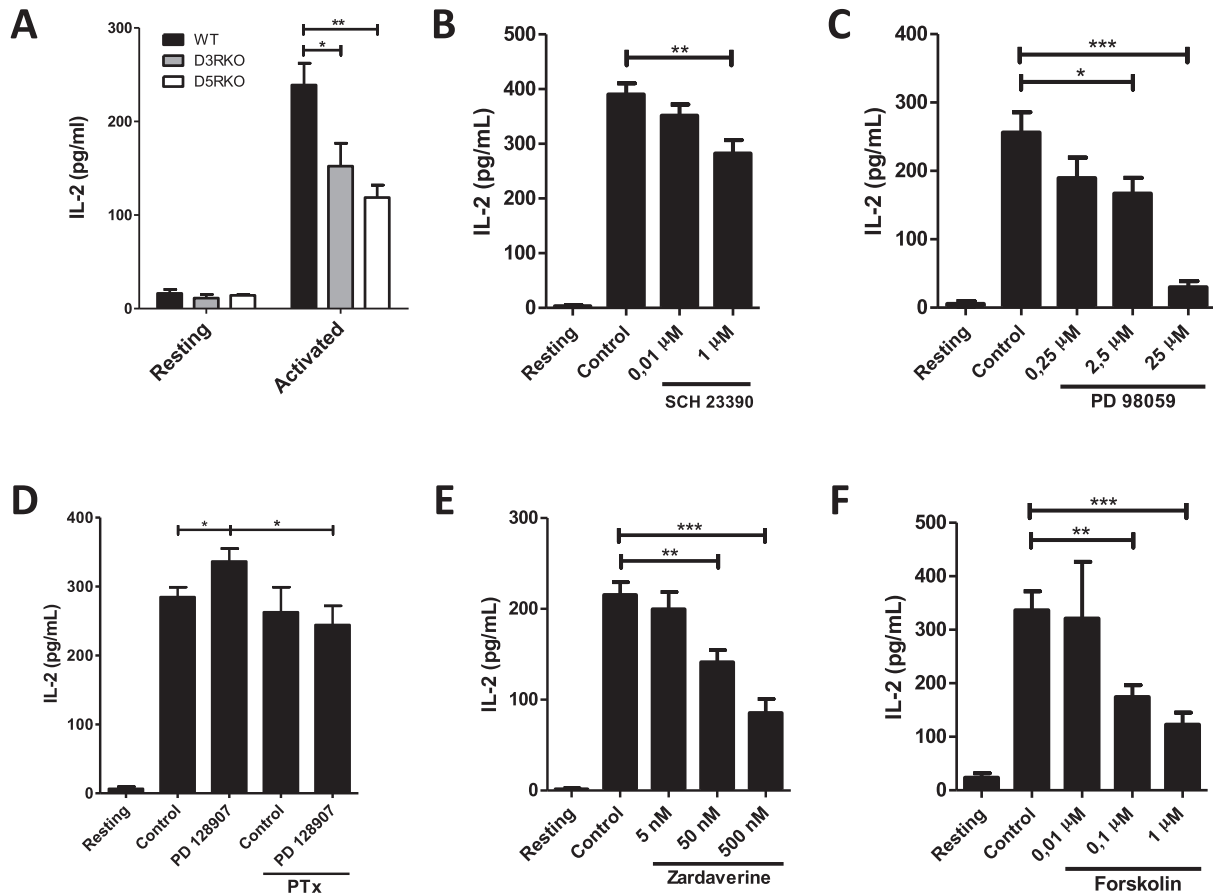 A
IL-2 (pg/ml)
300
200
100
0
WT
D3RKO
D5RKO
**
*
Resting
Activated
B
IL-2 (pg/mL)
500
400
300
200
100
0
**
Resting
Control
0,01 µM
1 µM
SCH 23390
C
IL-2 (pg/mL)
400
300
200
100
0
***
*
Resting
Control
0,25 µM
2,5 µM
25 µM
PD 98059
D
IL-2 (pg/mL)
400
300
200
100
0
*
*
Resting
Control
PD 128907
Control
PD 128907
PTx
E
IL-2 (pg/mL)
300
200
100
0
***
**
Resting
Control
5 nM
50 nM
500 nM
Zardaverine
F
IL-2 (pg/mL)
500
400
300
200
100
0
***
**
Resting
Control
0,01 µM
0,1 µM
1 µM
Forskolin